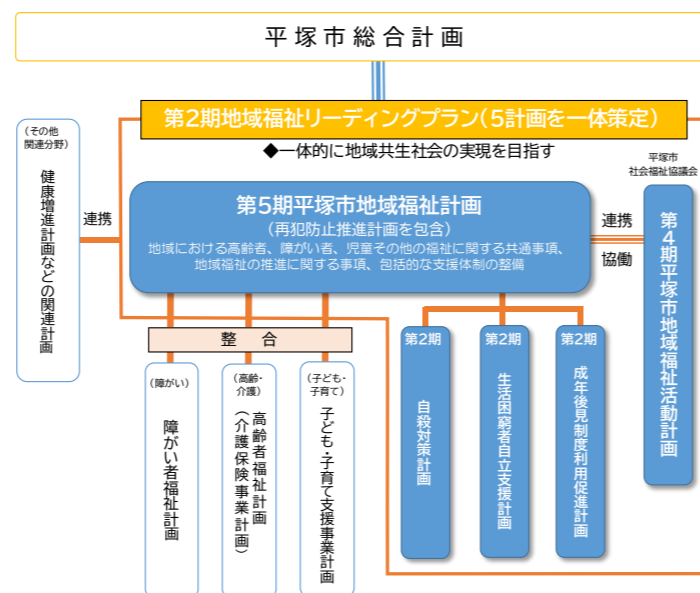 平塚市総合計画
第2期地域福祉リーディングプラン(5計画を一体策定)
◆一体的に地域共生社会の実現を目指す
(その他
関連分野)
健康増進計画などの関連計画
連携
第5期平塚市地域福祉計画
(再犯防止推進計画を包含)
地域における高齢者、障がい者、児童その他の福祉に関する共通事項、
地域福祉の推進に関する事項、包括的な支援体制の整備
連携
協働
平塚市
社会福祉協議会
第4期平塚市地域福祉活動計画
整合
(障がい)
障がい者福祉計画
(高齢・
介護)
高齢者福祉計画
(介護保険事業計画)
(子ども・
子育て)
子ども・子育て支援事業計画
第2期
自殺対策計画
第2期
生活困窮者自立支援計画
第2期
成年後見制度利用促進計画